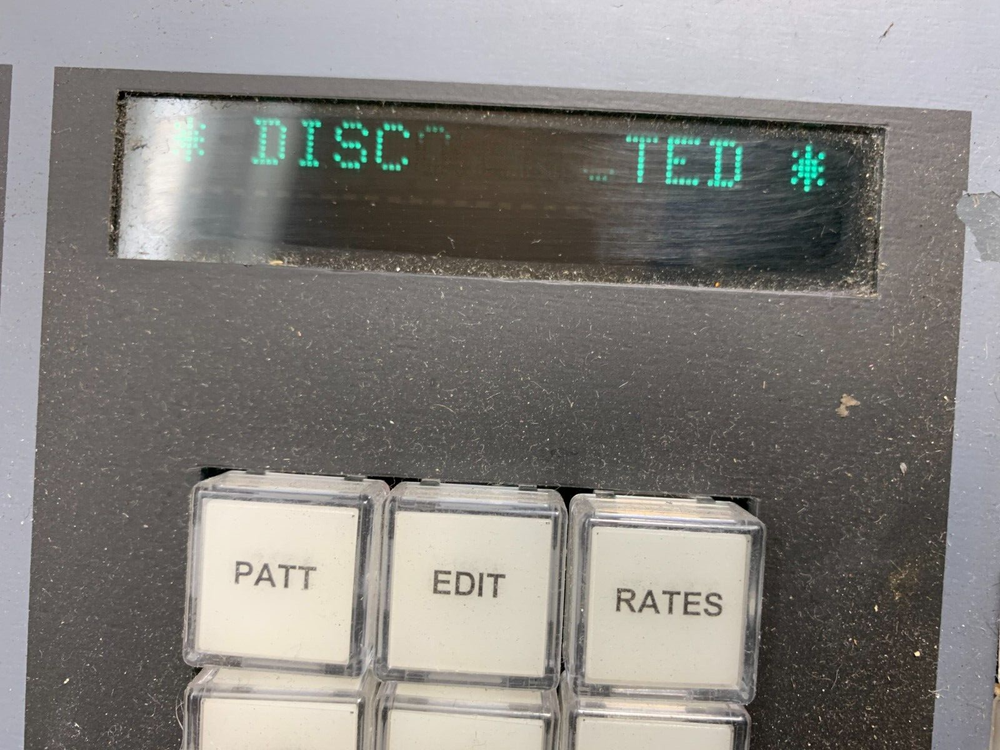 * DISC TED *
PATT
EDIT
RATES